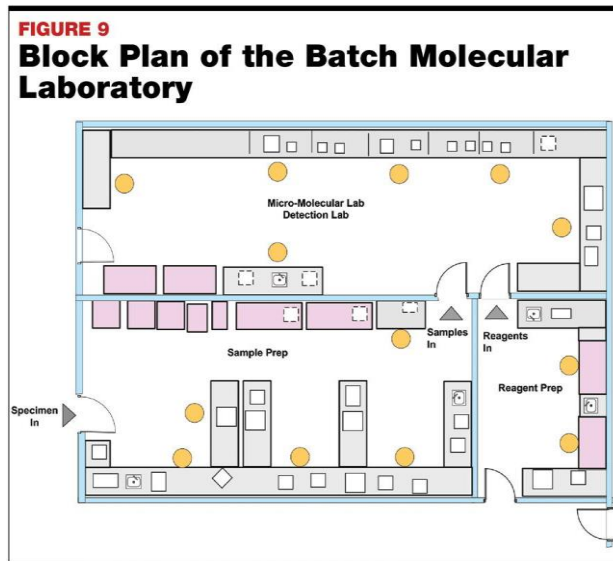 FIGURE 9
Block Plan of the Batch Molecular
Laboratory
Micro-Molecular Lab
Detection Lab
Samples
In
Reagents
In
Sample Prep
Reagent Prep
Specimen
In